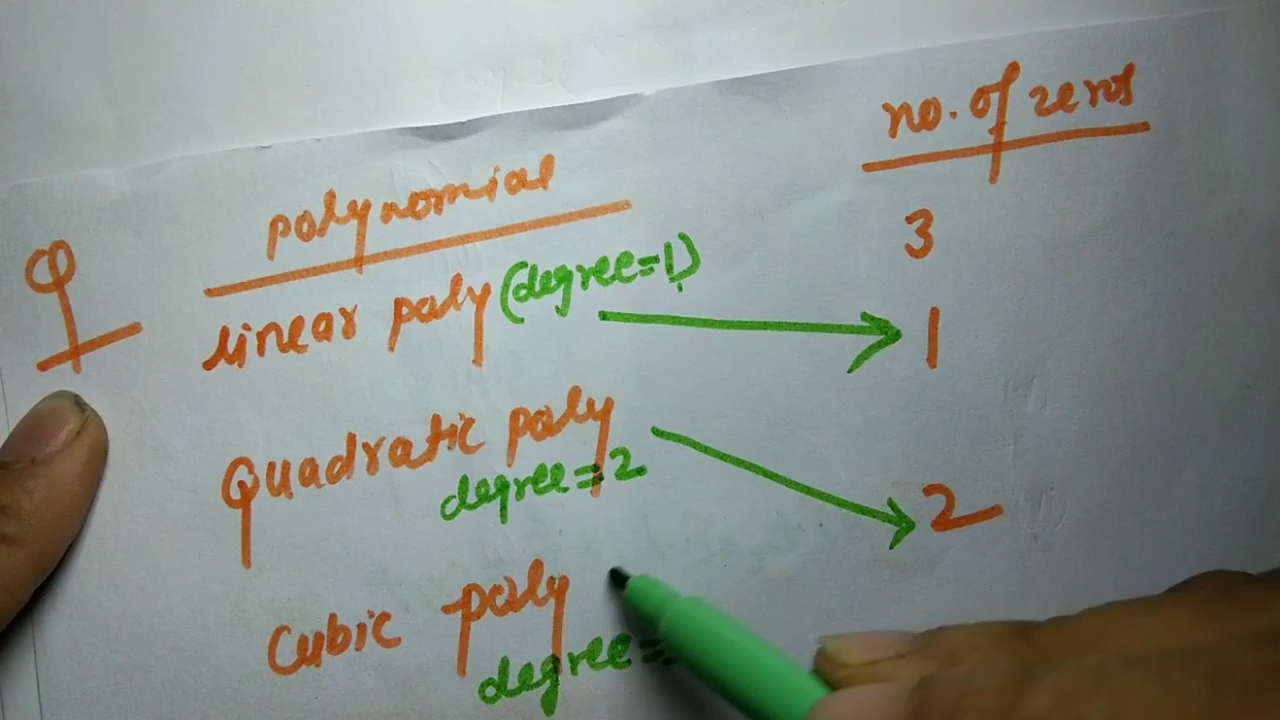 no. of zeros
polynomial
Q
3
linear poly (degree=1)
1
Quadratic poly
degree=2
2
Cubic poly
degree=